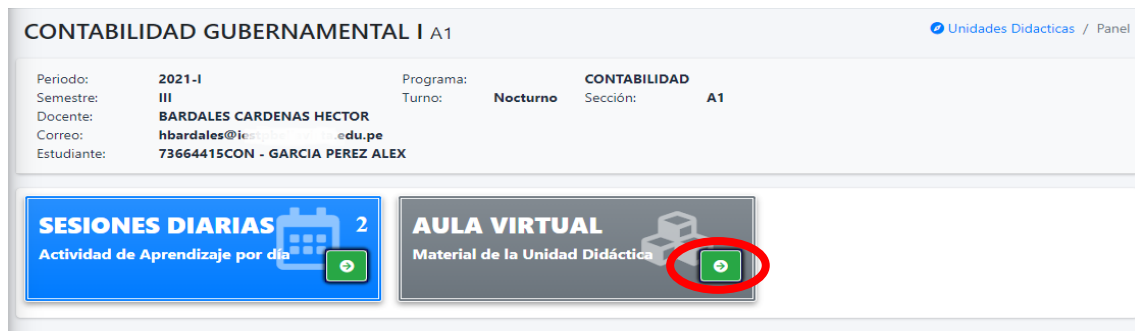 CONTABILIDAD GUBERNAMENTAL I A1
Unidades Didacticas / Panel
Periodo: 2021-I Programa: CONTABILIDAD
Semestre: III Turno: Nocturno Sección: A1
Docente: BARDALES CARDENAS HECTOR
Correo: hbardales@iest .edu.pe
Estudiante: 73664415CON - GARCIA PEREZ ALEX
SESIONES DIARIAS 2
Actividad de Aprendizaje por día
AULA VIRTUAL
Material de la Unidad Didáctica